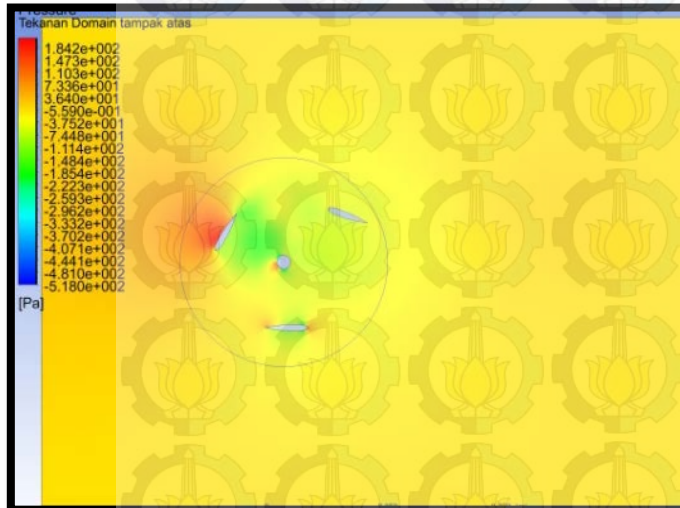 Pressure
Tekanan Domain tampak atas
1.842e+002
1.473e+002
1.103e+002
7.336e+001
3.640e+001
-5.590e-001
-3.752e+001
-7.448e+001
-1.114e+002
-1.484e+002
-1.854e+002
-2.223e+002
-2.593e+002
-2.962e+002
-3.332e+002
-3.702e+002
-4.071e+002
-4.441e+002
-4.810e+002
-5.180e+002
[Pa]